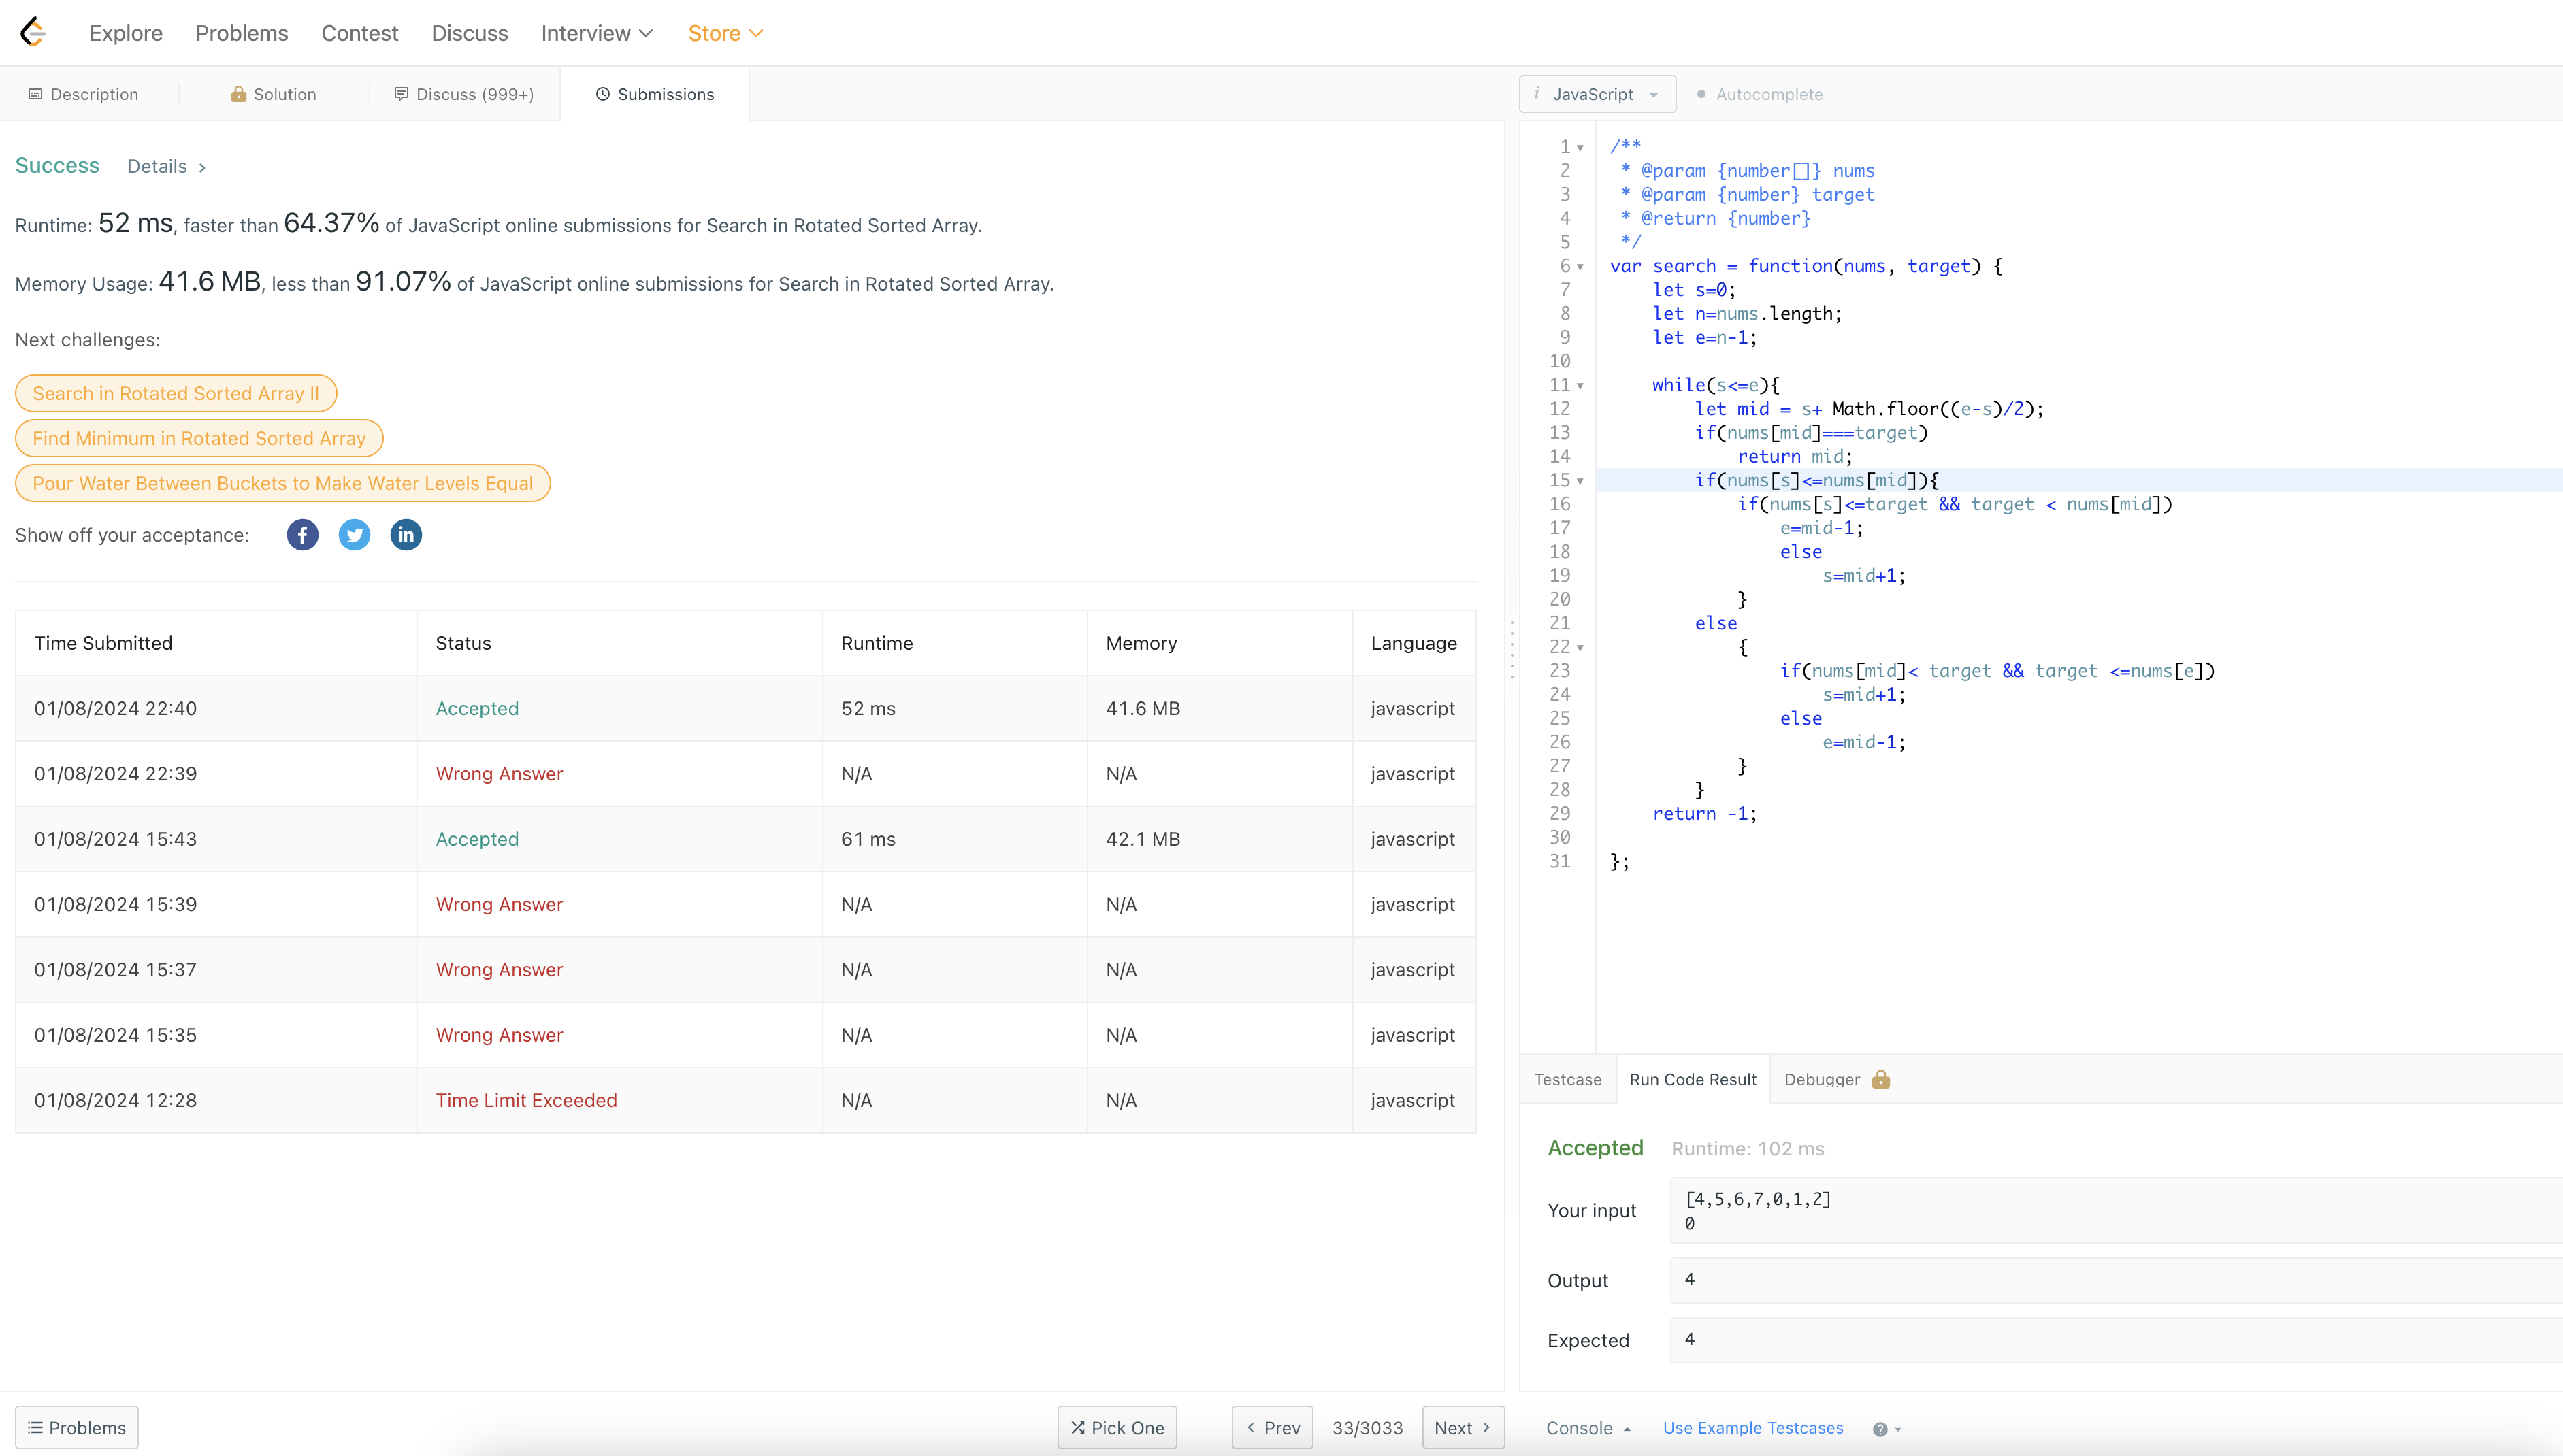 Explore Problems Contest Discuss Interview Store
Description Solution Discuss (999+) Submissions
Success Details
Runtime: 52 ms, faster than 64.37% of JavaScript online submissions for Search in Rotated Sorted Array.
Memory Usage: 41.6 MB, less than 91.07% of JavaScript online submissions for Search in Rotated Sorted Array.
Next challenges:
Search in Rotated Sorted Array II
Find Minimum in Rotated Sorted Array
Pour Water Between Buckets to Make Water Levels Equal
Show off your acceptance:
Time Submitted Status Runtime Memory Language
01/08/2024 22:40 Accepted 52 ms 41.6 MB javascript
01/08/2024 22:39 Wrong Answer N/A N/A javascript
01/08/2024 15:43 Accepted 61 ms 42.1 MB javascript
01/08/2024 15:39 Wrong Answer N/A N/A javascript
01/08/2024 15:37 Wrong Answer N/A N/A javascript
01/08/2024 15:35 Wrong Answer N/A N/A javascript
01/08/2024 12:28 Time Limit Exceeded N/A N/A javascript
Problems Pick One Prev 33/3033 Next
i JavaScript Autocomplete
1 /**
2  * @param {number[]} nums
3  * @param {number} target
4  * @return {number}
5  */
6 var search = function(nums, target) {
7     let s=0;
8     let n=nums.length;
9     let e=n-1;
10
11     while(s<=e){
12         let mid = s+ Math.floor((e-s)/2);
13         if(nums[mid]===target)
14             return mid;
15         if(nums[s]<=nums[mid]){
16             if(nums[s]<=target && target < nums[mid])
17                 e=mid-1;
18                 else
19                     s=mid+1;
20             }
21         else
22             {
23                 if(nums[mid]< target && target <=nums[e])
24                     s=mid+1;
25                 else
26                     e=mid-1;
27             }
28         }
29     return -1;
30
31 };
Testcase Run Code Result Debugger
Accepted Runtime: 102 ms
Your input
[4,5,6,7,0,1,2]
0
Output 4
Expected 4
Console Use Example Testcases